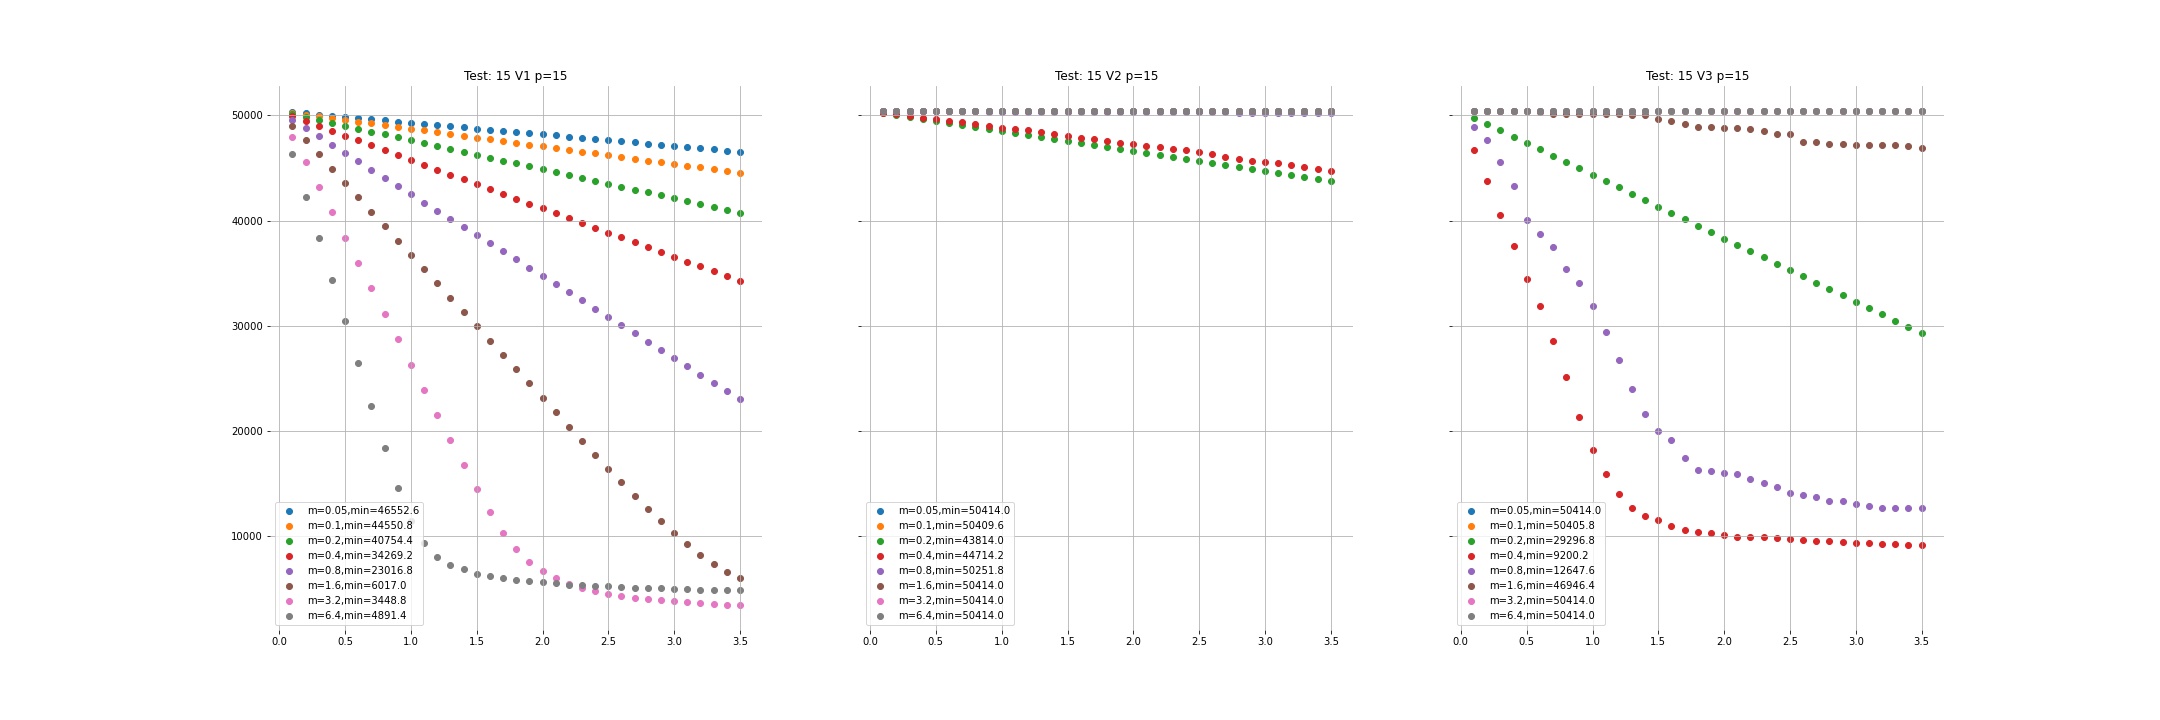 Test: 15 V1 p=15
50000
40000
30000
20000
10000
m=0.05,min=46552.6
m=0.1,min=44550.8
m=0.2,min=40754.4
m=0.4,min=34269.2
m=0.8,min=23016.8
m=1.6,min=6017.0
m=3.2,min=3448.8
m=6.4,min=4891.4
0.0 0.5 1.0 1.5 2.0 2.5 3.0 3.5
Test: 15 V2 p=15
m=0.05,min=50414.0
m=0.1,min=50409.6
m=0.2,min=43814.0
m=0.4,min=44714.2
m=0.8,min=50251.8
m=1.6,min=50414.0
m=3.2,min=50414.0
m=6.4,min=50414.0
0.0 0.5 1.0 1.5 2.0 2.5 3.0 3.5
Test: 15 V3 p=15
m=0.05,min=50414.0
m=0.1,min=50405.8
m=0.2,min=29296.8
m=0.4,min=9200.2
m=0.8,min=12647.6
m=1.6,min=46946.4
m=3.2,min=50414.0
m=6.4,min=50414.0
0.0 0.5 1.0 1.5 2.0 2.5 3.0 3.5